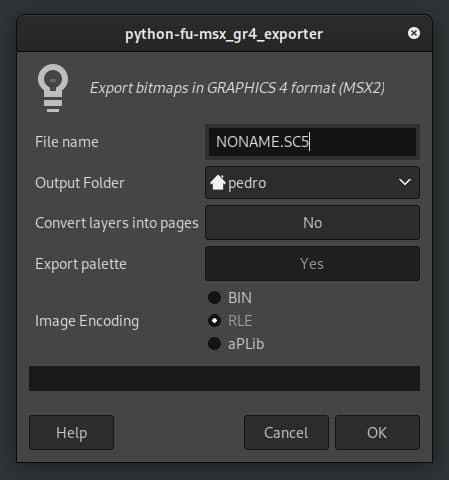 python-fu-msx_gr4_exporter
Export bitmaps in GRAPHICS 4 format (MSX2)
File name NONAME.SC5
Output Folder pedro
Convert layers into pages No
Export palette Yes
BIN
Image Encoding RLE
aPLib
Help Cancel OK